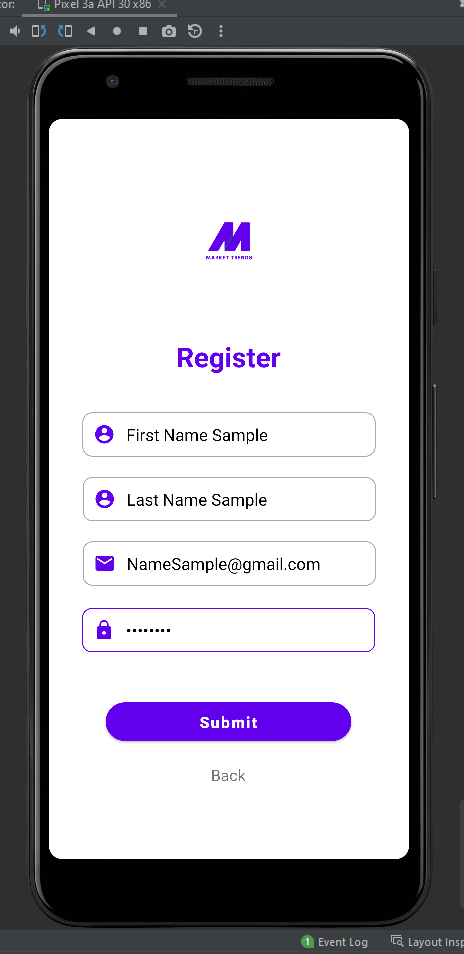 tor:
Pixel 3a API 30 x86
MARKET TRENDS
Register
First Name Sample
Last Name Sample
NameSample@gmail.com
••••••••
Submit
Back
1 Event Log
Layout Insp